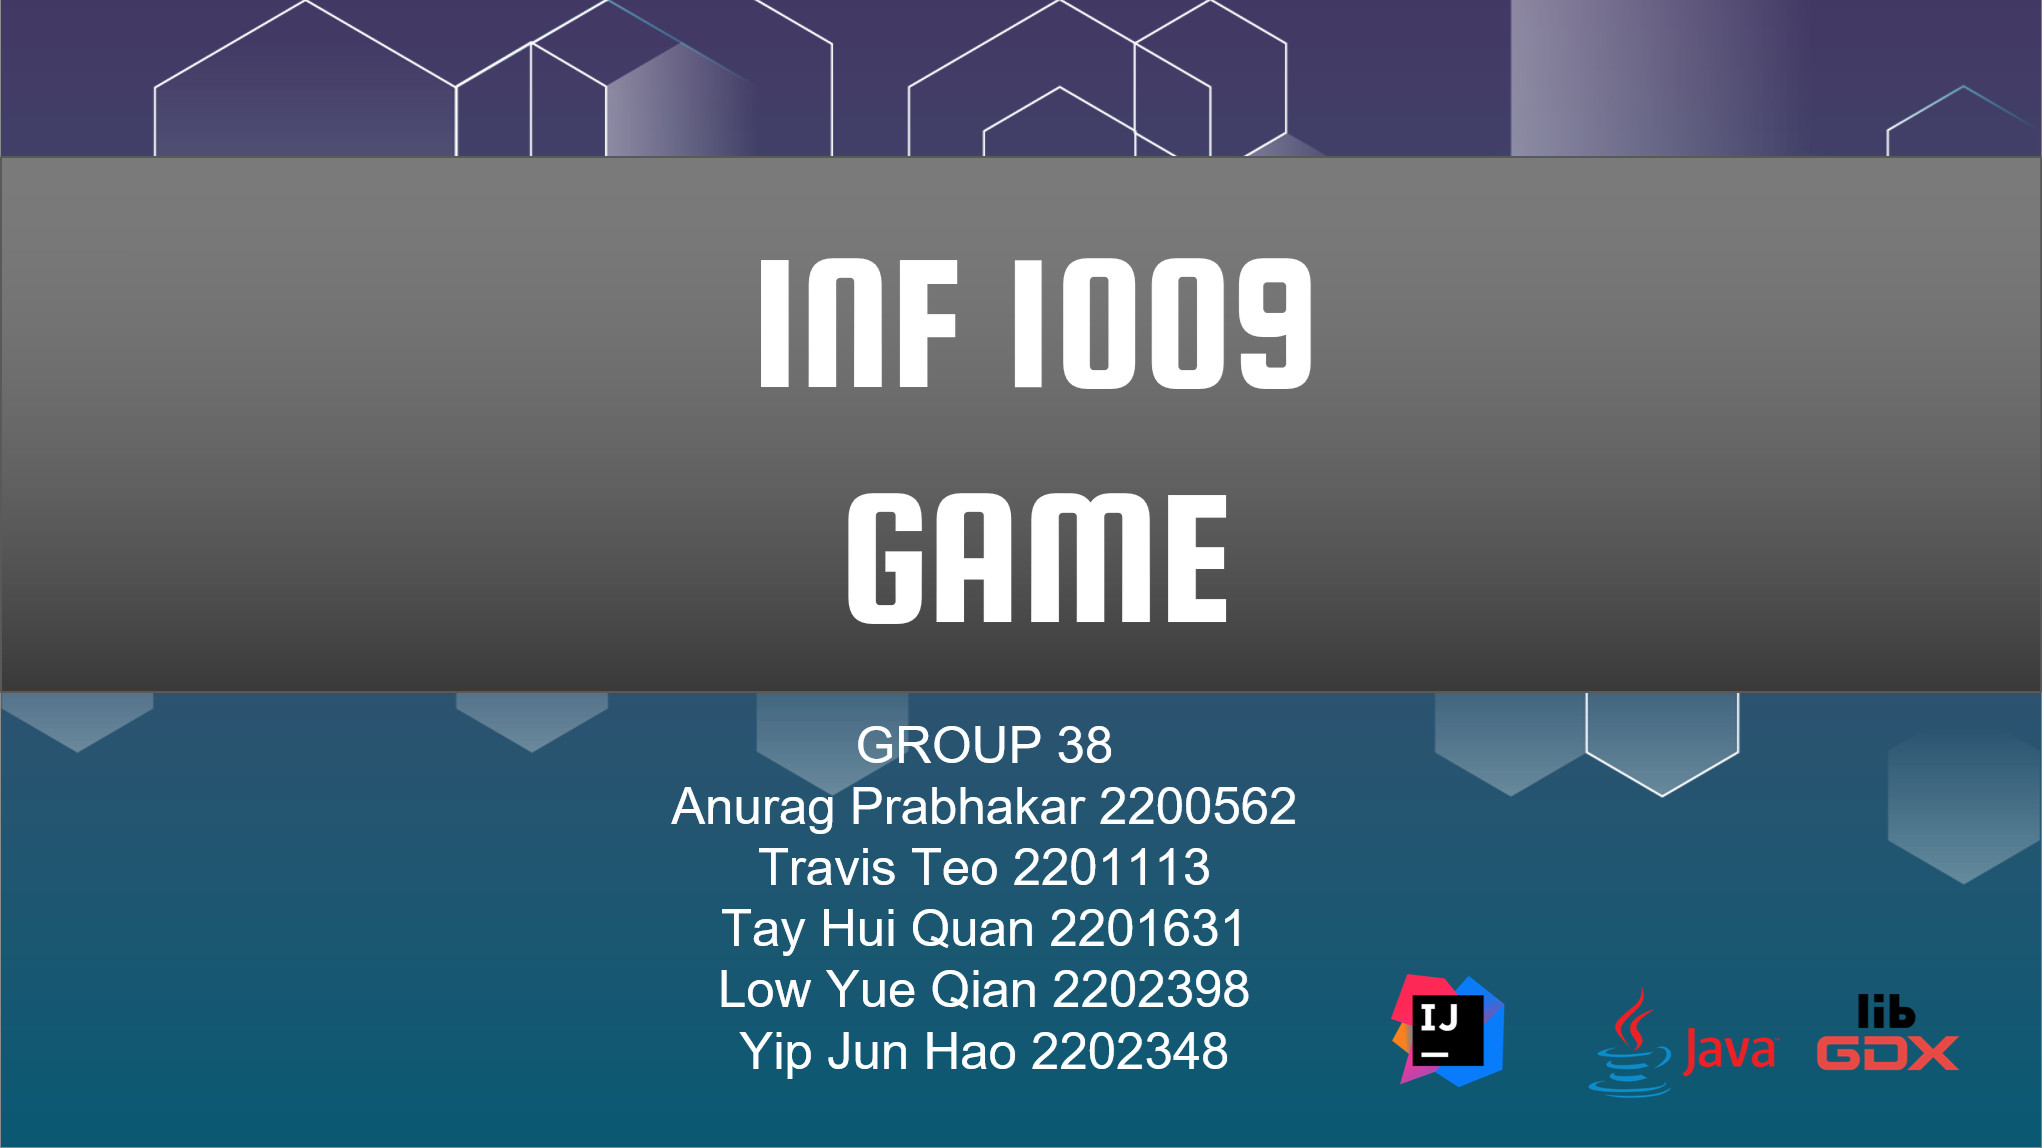 INF 1009
GAME
GROUP 38
Anurag Prabhakar 2200562
Travis Teo 2201113
Tay Hui Quan 2201631
Low Yue Qian 2202398
Yip Jun Hao 2202348
IJ
Java
lib
GDX